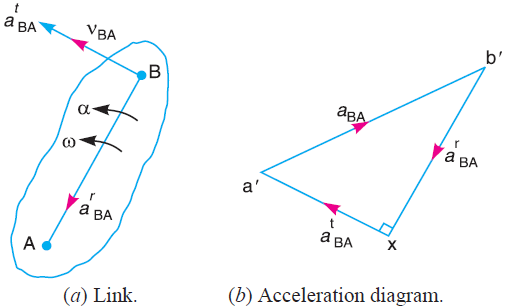 a^t_BA
v_BA
B
α
ω
a^r_BA
A
(a) Link.
b′
a_BA
a^r_BA
a′
a^t_BA
x
(b) Acceleration diagram.